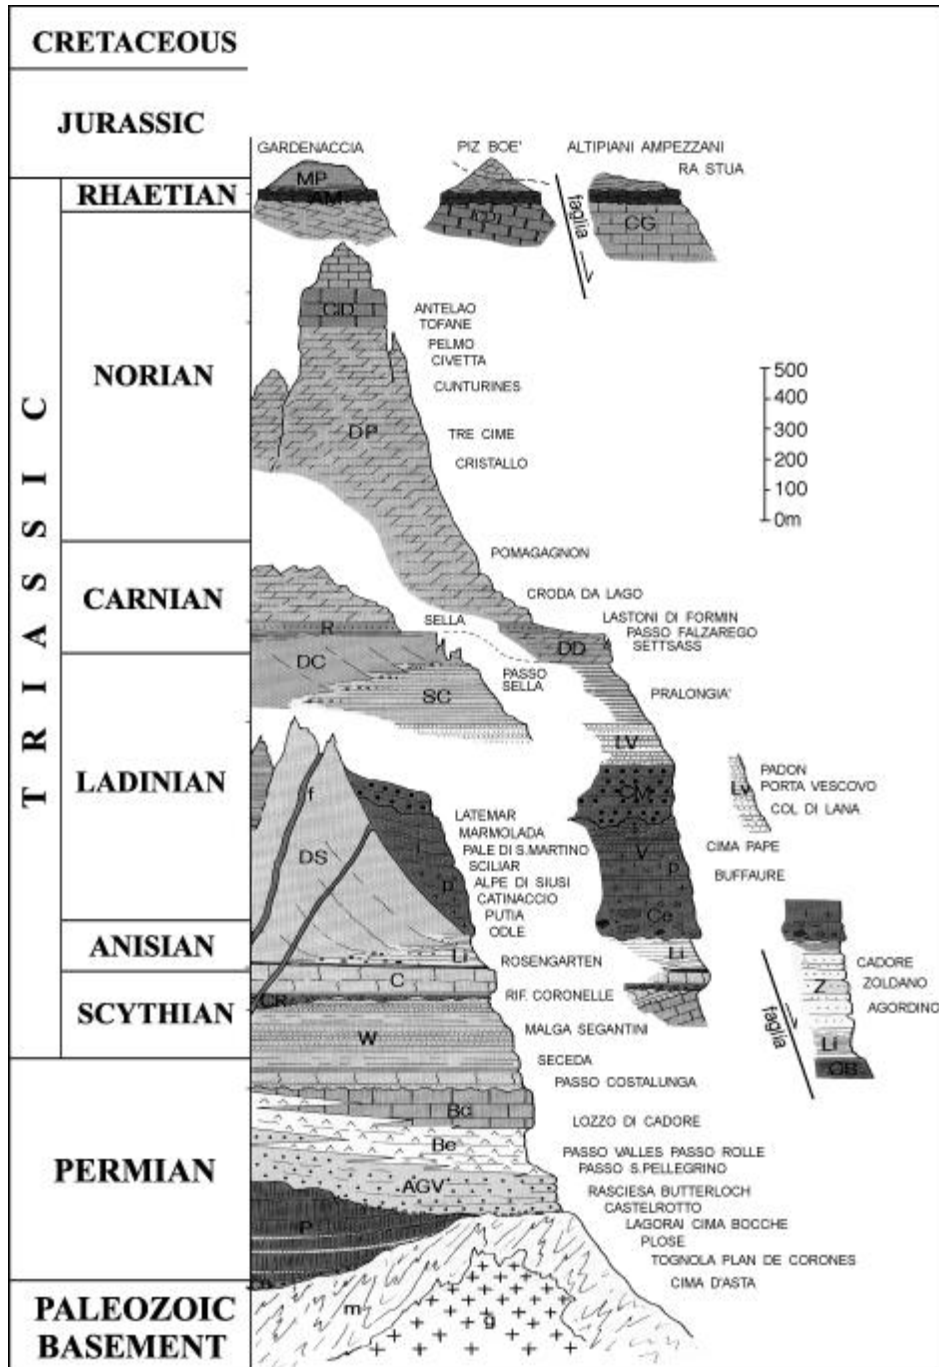 CRETACEOUS
JURASSIC
GARDENACCIA
PIZ BOE'
ALTIPIANI AMPEZZANI
RA STUA
TRIASSIC
RHAETIAN
MP
AM
faglia
CG
NORIAN
CD
ANTELAO
TOFANE
PELMO
CIVETTA
CUNTURINES
DP
TRE CIME
CRISTALLO
500
400
300
200
100
0m
POMAGAGNON
CARNIAN
CRODA DA LAGO
R
SELLA
LASTONI DI FORMIN
PASSO FALZAREGO
SETTSASS
DD
DC
PASSO
SELLA
SC
PRALONGIA'
LADINIAN
LV
CM
Lv
PADON
PORTA VESCOVO
COL DI LANA
f
LATEMAR
MARMOLADA
PALE DI S.MARTINO
SCILIAR
ALPE DI SIUSI
CATINACCIO
PUTIA
ODLE
DS
p
V
p
CIMA PAPE
BUFFAURE
Ce
ANISIAN
Li
ROSENGARTEN
Li
CADORE
ZOLDANO
AGORDINO
Z
faglia
Li
SCYTHIAN
C
CR
RIF. CORONELLE
W
MALGA SEGANTINI
SECEDA
PASSO COSTALUNGA
PERMIAN
Bd
LOZZO DI CADORE
Be
PASSO VALLES PASSO ROLLE
PASSO S.PELLEGRINO
AGV
RASCIESA BUTTERLOCH
CASTELROTTO
P
LAGORAI CIMA BOCCHE
PLOSE
TOGNOLA PLAN DE CORONES
CIMA D'ASTA
PALEOZOIC
BASEMENT
m
g